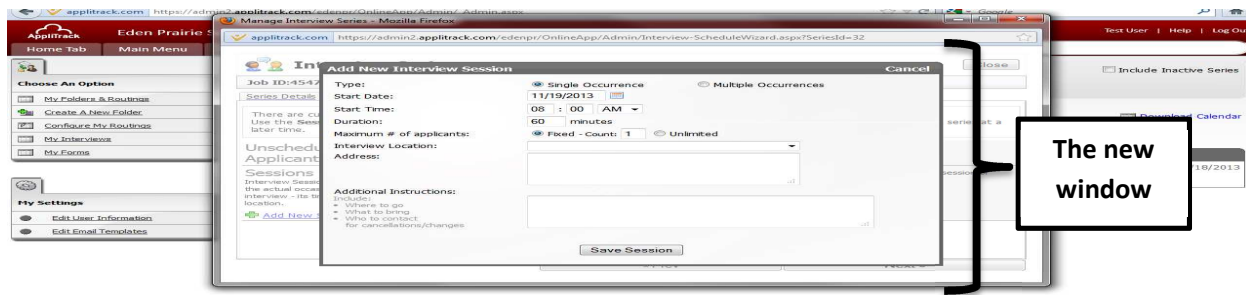 applitrack.com https://admin2.applitrack.com/edenpr/OnlineApp/Admin/_Admin.aspx
Google
AppliTrack
Eden Prairie S
Test User | Help | Log Ou
Home Tab Main Menu
Choose An Option
My Folders & Routings
Create A New Folder
Configure My Routings
My Interviews
My Forms
My Settings
Edit User Information
Edit Email Templates
Manage Interview Series - Mozilla Firefox
applitrack.com https://admin2.applitrack.com/edenpr/OnlineApp/Admin/Interview-ScheduleWizard.aspx?SeriesId=32
Int
Close
Job ID:4547
Series Details
There are cu
Use the Sess
later time.
series at a
Unschedu
Applicant
Sessions
Interview Sessio
the actual occas
interview - its ti
location.
session
Add New S
Add New Interview Session Cancel
Type: Single Occurrence Multiple Occurrences
Start Date: 11/19/2013
Start Time: 08 : 00 AM
Duration: 60 minutes
Maximum # of applicants: Fixed - Count: 1 Unlimited
Interview Location:
Address:
Additional Instructions:
Include:
• Where to go
• What to bring
• Who to contact
for cancellations/changes
Save Session
Include Inactive Series
Download Calendar
/18/2013
The new
window